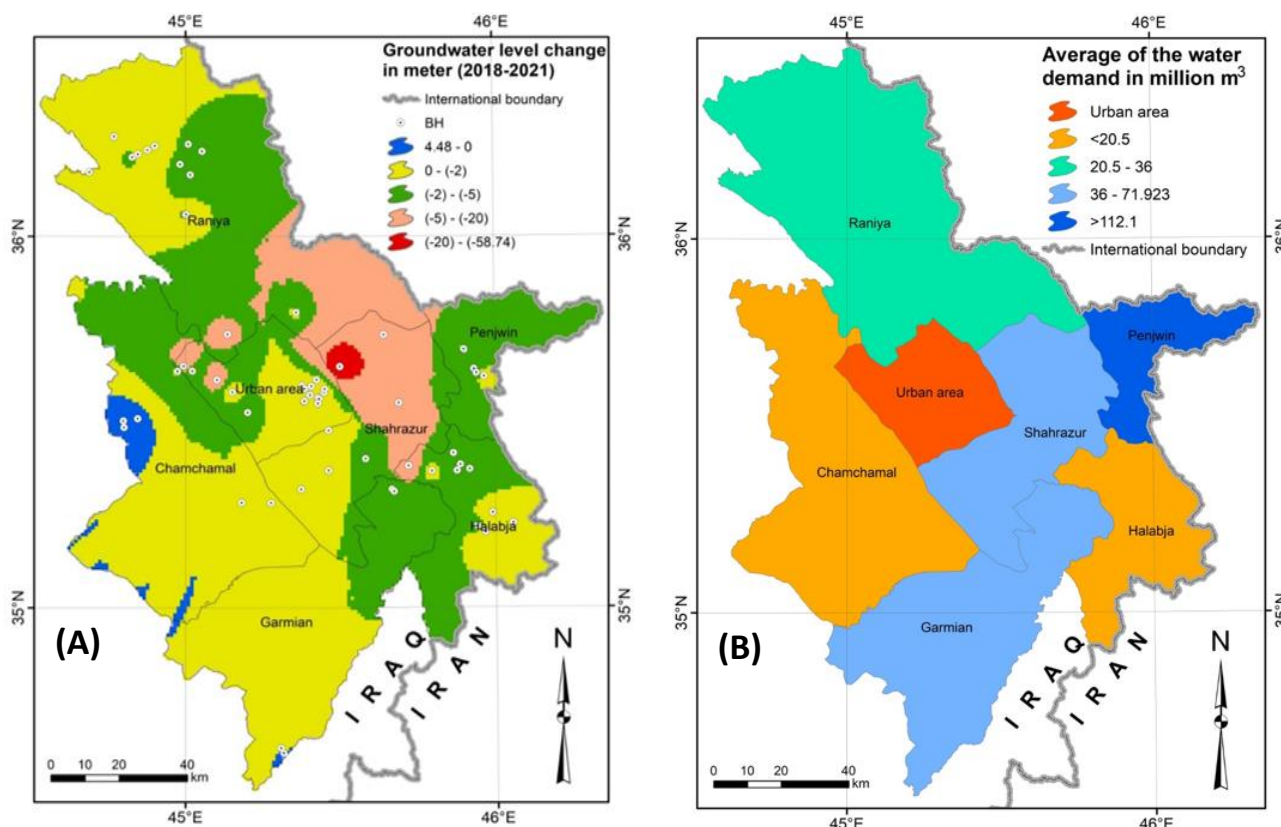 45°E
46°E
Groundwater level change
in meter (2018-2021)
International boundary
BH
4.48 - 0
0 - (-2)
(-2) - (-5)
(-5) - (-20)
(-20) - (-58.74)
36°N
36°N
Raniya
Penjwin
Urban area
Shahrazur
Chamchamal
Halabja
35°N
35°N
Garmian
(A)
I R A Q
I R A N
N
0 10 20 40
km
45°E
46°E
45°E
46°E
Average of the water
demand in million m³
Urban area
<20.5
20.5 - 36
36 - 71.923
>112.1
International boundary
36°N
36°N
Raniya
Penjwin
Urban area
Shahrazur
Chamchamal
Halabja
35°N
35°N
Garmian
(B)
I R A Q
I R A N
N
0 10 20 40
km
45°E
46°E